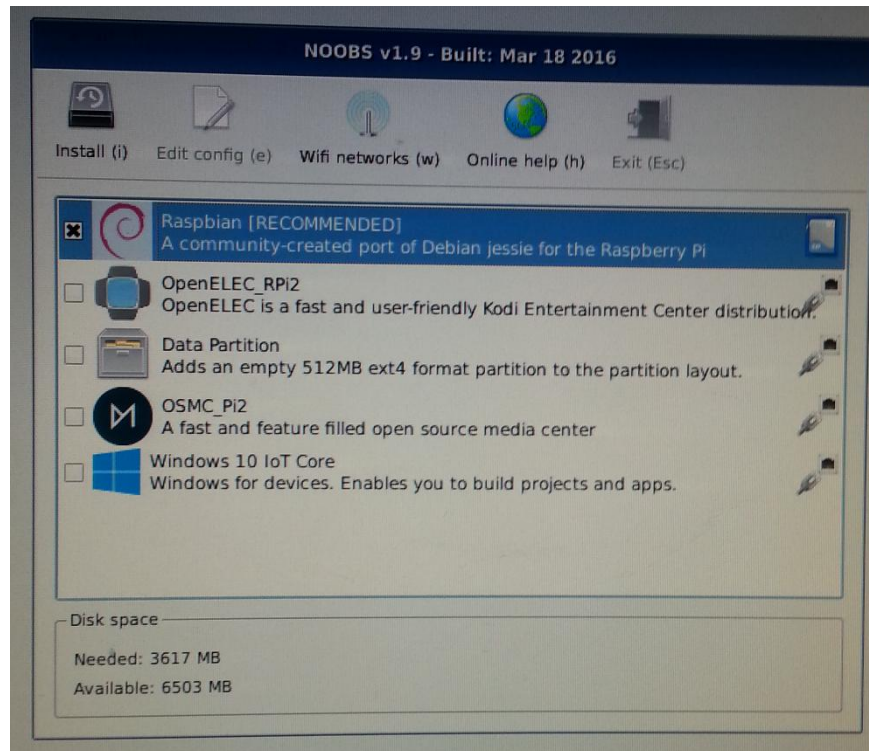 NOOBS v1.9 - Built: Mar 18 2016
Install (i) Edit config (e) Wifi networks (w) Online help (h) Exit (Esc)
Raspbian [RECOMMENDED]
A community-created port of Debian jessie for the Raspberry Pi
OpenELEC_RPi2
OpenELEC is a fast and user-friendly Kodi Entertainment Center distribution.
Data Partition
Adds an empty 512MB ext4 format partition to the partition layout.
OSMC_Pi2
A fast and feature filled open source media center
Windows 10 IoT Core
Windows for devices. Enables you to build projects and apps.
Disk space
Needed: 3617 MB
Available: 6503 MB